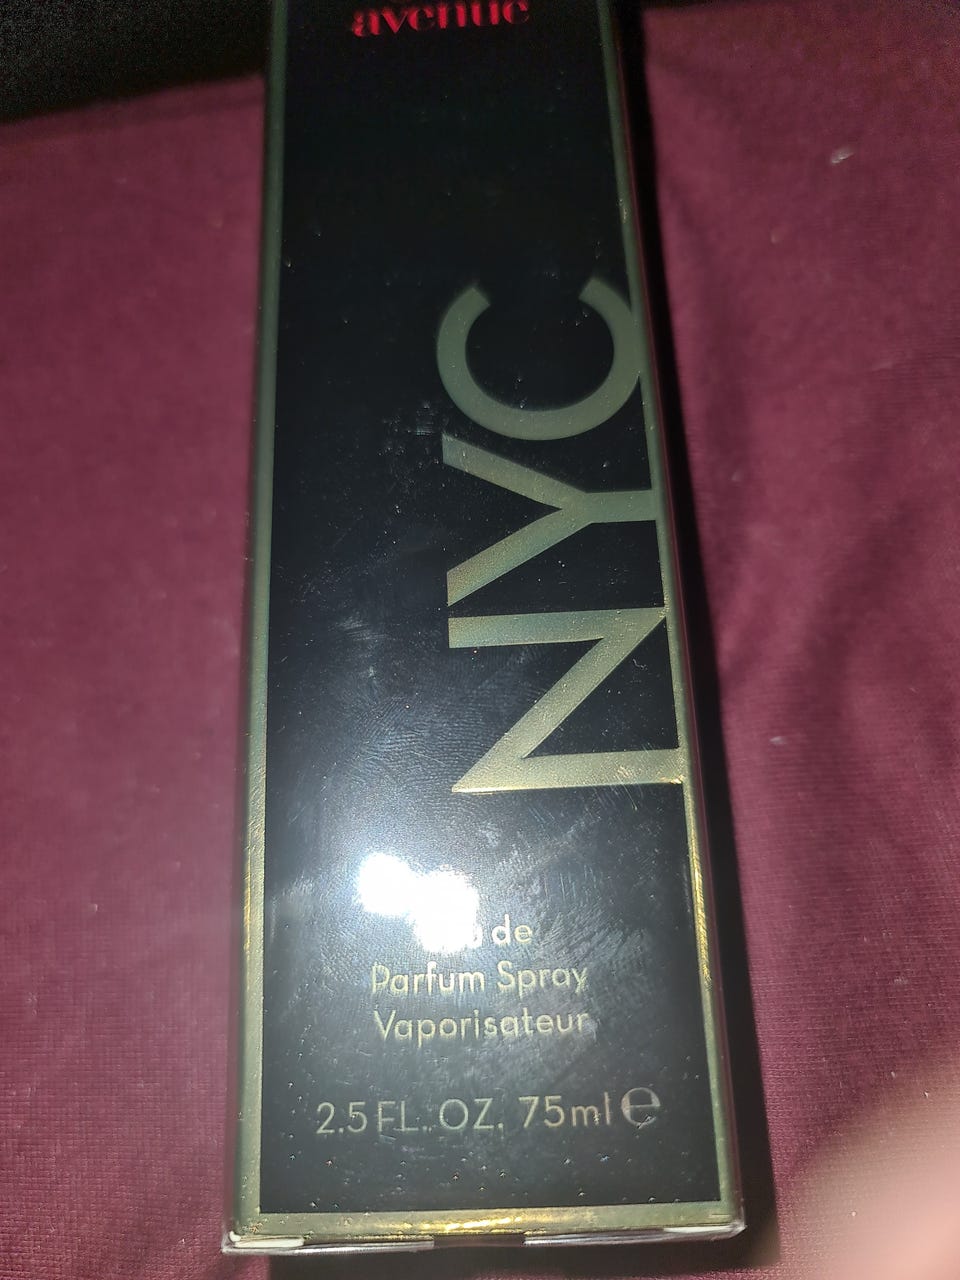 avenue
NYC
de
Parfum Spray
Vaporisateur
2.5 FL. OZ. 75ml ℮